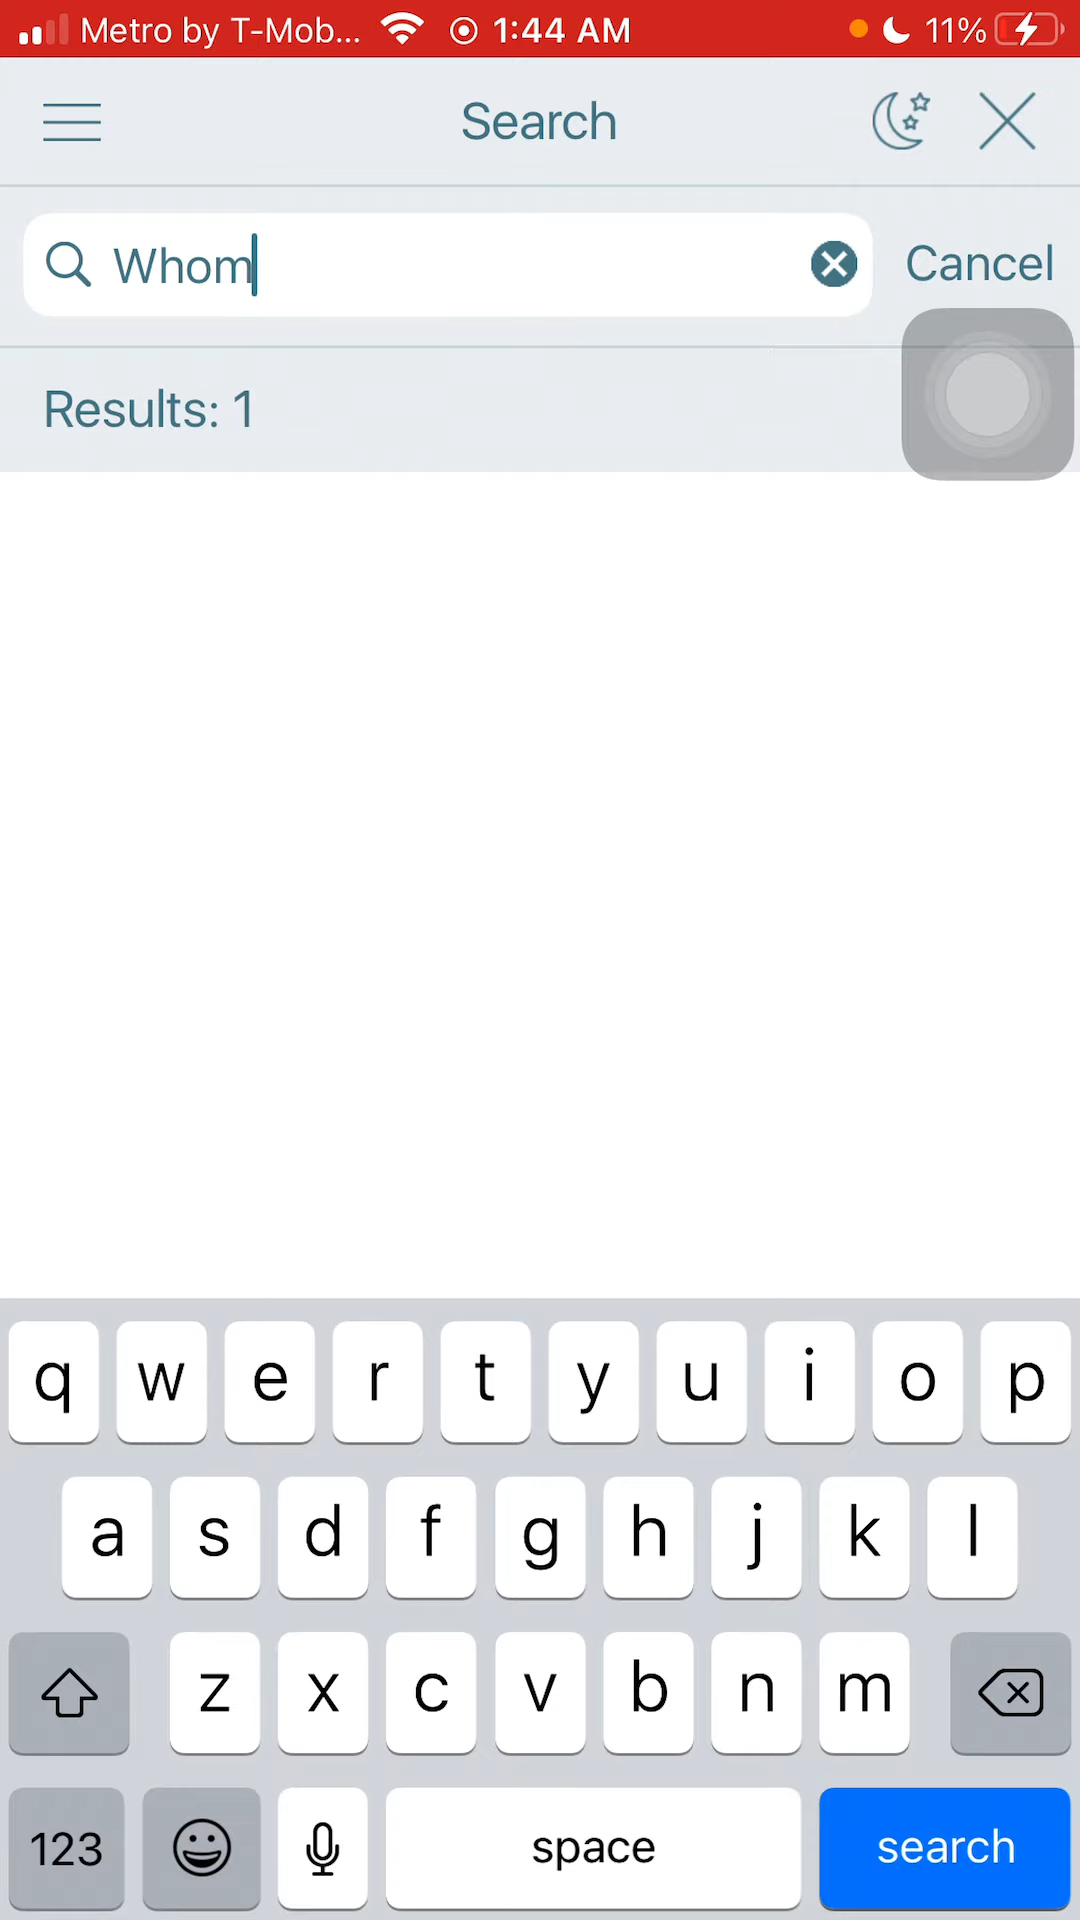 Metro by T-Mob... 1:44 AM 11%
Search
Whom Cancel
Results: 1
q w e r t y u i o p
a s d f g h j k l
z x c v b n m
123 space search